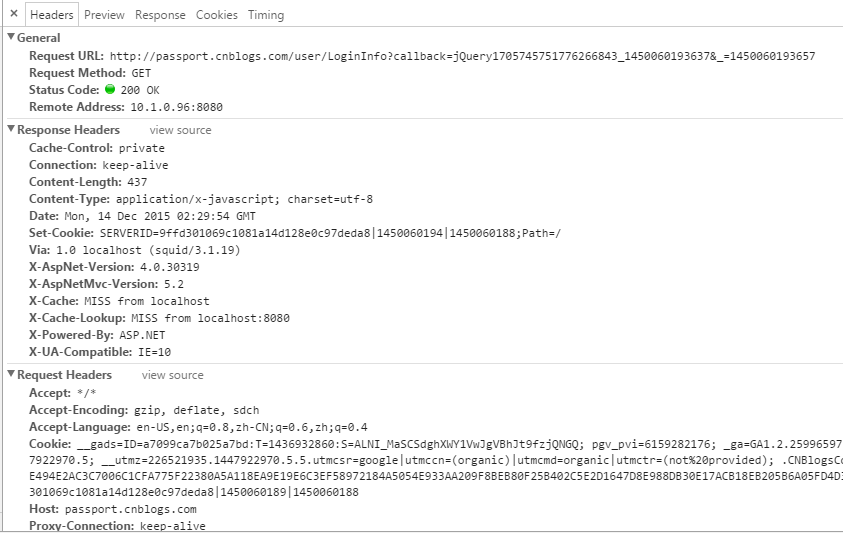 × Headers Preview Response Cookies Timing
▼General
Request URL: http://passport.cnblogs.com/user/LoginInfo?callback=jQuery1705745751776266843_1450060193637&_=1450060193657
Request Method: GET
Status Code: 200 OK
Remote Address: 10.1.0.96:8080
▼Response Headers view source
Cache-Control: private
Connection: keep-alive
Content-Length: 437
Content-Type: application/x-javascript; charset=utf-8
Date: Mon, 14 Dec 2015 02:29:54 GMT
Set-Cookie: SERVERID=9ffd301069c1081a14d128e0c97deda8|1450060194|1450060188;Path=/
Via: 1.0 localhost (squid/3.1.19)
X-AspNet-Version: 4.0.30319
X-AspNetMvc-Version: 5.2
X-Cache: MISS from localhost
X-Cache-Lookup: MISS from localhost:8080
X-Powered-By: ASP.NET
X-UA-Compatible: IE=10
▼Request Headers view source
Accept: */*
Accept-Encoding: gzip, deflate, sdch
Accept-Language: en-US,en;q=0.8,zh-CN;q=0.6,zh;q=0.4
Cookie: __gads=ID=a7099ca7b025a7bd:T=1436932860:S=ALNI_MaSCSdghXWY1VwJgVBhJt9fzjQNGQ; pgv_pvi=6159282176; _ga=GA1.2.25996597
7922970.5; __utmz=226521935.1447922970.5.5.utmcsr=google|utmccn=(organic)|utmcmd=organic|utmctr=(not%20provided); .CNBlogsCo
E494E2AC3C7006C1CFA775F22380A5A118EA9E19E6C3EF58972184A5054E933AA209F8BEB80F25B402C5E2D1647D8E988DB30E17ACB18EB205B6A05FD4D3
301069c1081a14d128e0c97deda8|1450060189|1450060188
Host: passport.cnblogs.com
Proxy-Connection: keep-alive